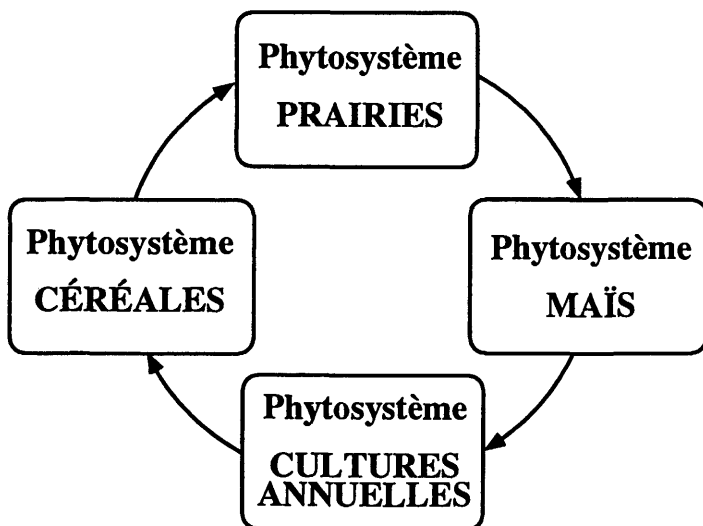 Phytosystème
PRAIRIES
Phytosystème
MAÏS
Phytosystème
CULTURES
ANNUELLES
Phytosystème
CÉRÉALES